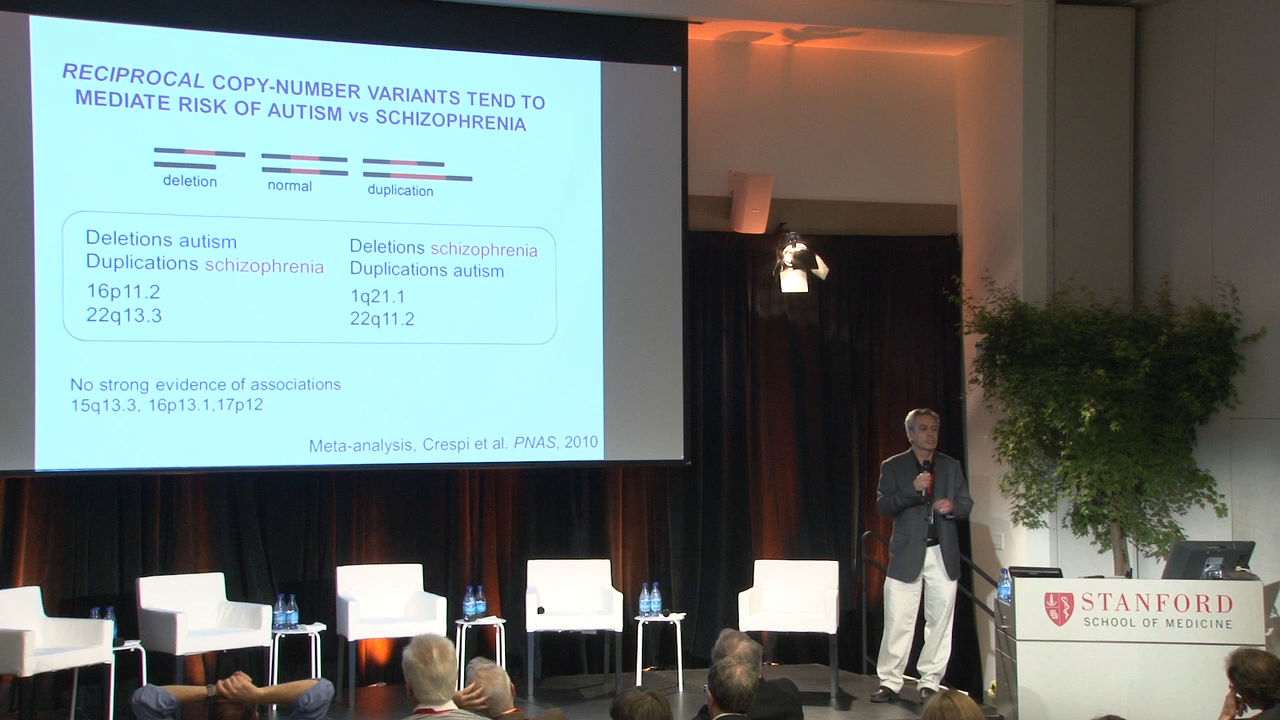 RECIPROCAL COPY-NUMBER VARIANTS TEND TO
MEDIATE RISK OF AUTISM vs SCHIZOPHRENIA
deletion
normal
duplication
Deletions autism
Duplications schizophrenia
16p11.2
22q13.3
Deletions schizophrenia
Duplications autism
1q21.1
22q11.2
No strong evidence of associations
15q13.3, 16p13.1,17p12
Meta-analysis, Crespi et al. PNAS, 2010
STANFORD
SCHOOL OF MEDICINE